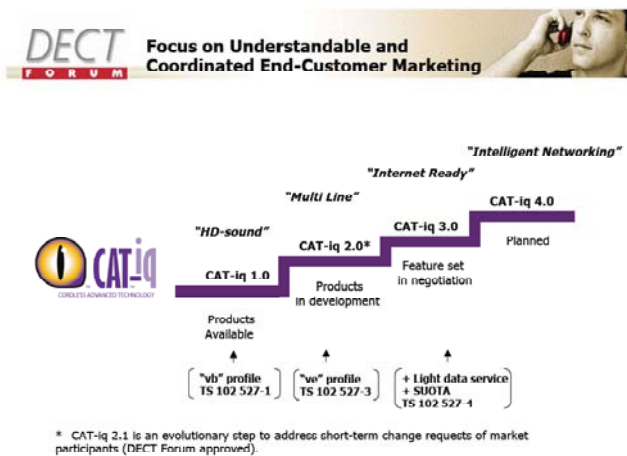 DECT
FORUM
Focus on Understandable and
Coordinated End-Customer Marketing
"Intelligent Networking"
"Internet Ready"
"Multi Line"
"HD-sound"
CAT-iq 4.0
CAT-iq 3.0
CAT-iq 2.0*
CAT-iq 1.0
CAT-iq
CORDLESS ADVANCED TECHNOLOGY
Planned
Feature set
in negotiation
Products
in development
Products
Available
"vb" profile
TS 102 527-1
"ve" profile
TS 102 527-3
+ Light data service
+ SUOTA
TS 102 527-4
* CAT-iq 2.1 is an evolutionary step to address short-term change requests of market
participants (DECT Forum approved).